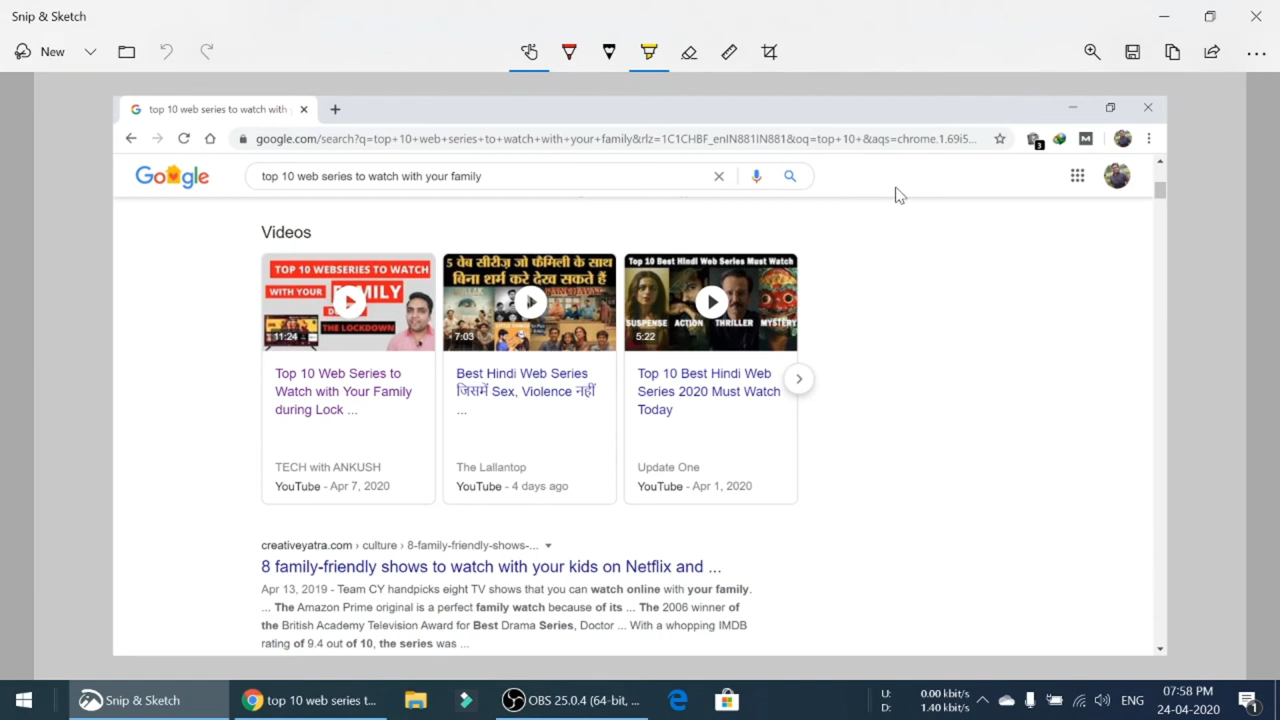 Snip & Sketch
New
top 10 web series to watch with
google.com/search?q=top+10+web+series+to+watch+with+your+family&rlz=1C1CHBF_enIN881IN881&oq=top+10+&aqs=chrome.1.69i5...
3
M
Google
top 10 web series to watch with your family
Videos
TOP 10 WEBSERIES TO WATCH
WITH YOUR FAMILY
THE LOCKDOWN
11:24
5 वेब सीरीज़ जो फैमिली के साथ
बिना शर्म करे देख सकते हैं
7:03
Top 10 Best Hindi Web Series Must Watch
SUSPENSE ACTION THRILLER MYSTERY
5:22
Top 10 Web Series to
Watch with Your Family
during Lock ...
TECH with ANKUSH
YouTube - Apr 7, 2020
Best Hindi Web Series
जिसमें Sex, Violence नहीं
...
The Lallantop
YouTube - 4 days ago
Top 10 Best Hindi Web
Series 2020 Must Watch
Today
Update One
YouTube - Apr 1, 2020
creativeyatra.com › culture › 8-family-friendly-shows-...
8 family-friendly shows to watch with your kids on Netflix and ...
Apr 13, 2019 - Team CY handpicks eight TV shows that you can watch online with your family.
... The Amazon Prime original is a perfect family watch because of its ... The 2006 winner of
the British Academy Television Award for Best Drama Series, Doctor ... With a whopping IMDB
rating of 9.4 out of 10, the series was ...
Snip & Sketch
top 10 web series t...
OBS 25.0.4 (64-bit, ...
U: 0.00 kbit/s
D: 1.40 kbit/s
ENG
07:58 PM
24-04-2020
1